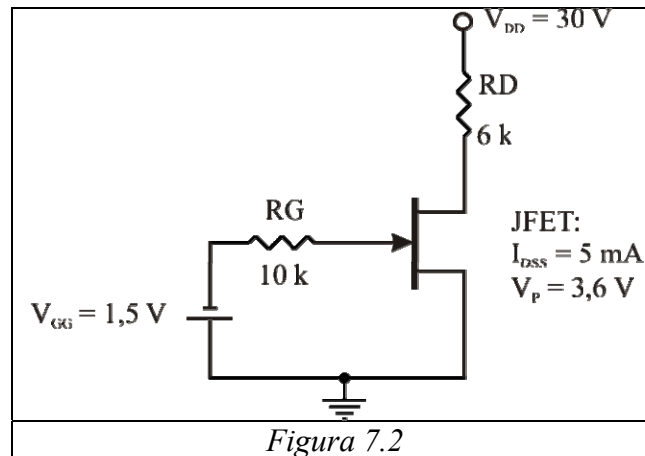 V_DD = 30 V
RD
6 k
RG
10 k
JFET:
I_DSS = 5 mA
V_P = 3,6 V
V_GG = 1,5 V
Figura 7.2